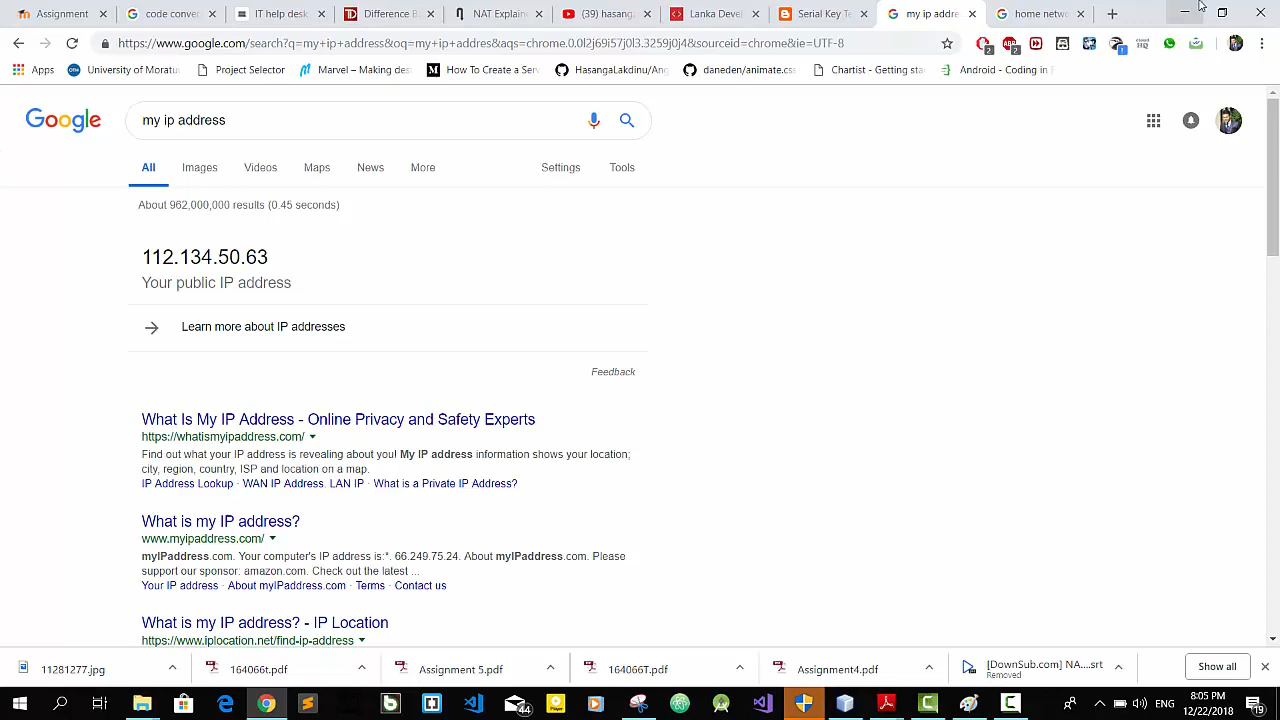 Assignment
code conver
IT help desk
Difference B
NAT Explain
(39) hasang
Lanka Devel
Serial Key Te
my ip addre
home netwo
https://www.google.com/search?q=my+ip+address&oq=my+ip+address&aqs=chrome.0.0l2j69i57j0l3.3259j0j48&sourceid=chrome&ie=UTF-8
Apps
University of Moratu
Project Selector
Marvel – Making des
How To Create a Serv
HasangaLakdinu/Ang
daneden/animate.css
Chartist - Getting sta
Android - Coding in F
Google
my ip address
All
Images
Videos
Maps
News
More
Settings
Tools
About 962,000,000 results (0.45 seconds)
112.134.50.63
Your public IP address
Learn more about IP addresses
Feedback
What Is My IP Address - Online Privacy and Safety Experts
https://whatismyipaddress.com/
Find out what your IP address is revealing about you! My IP address information shows your location;
city, region, country, ISP and location on a map.
IP Address Lookup · WAN IP Address. LAN IP · What is a Private IP Address?
What is my IP address?
www.myipaddress.com/
myIPaddress.com. Your computer's IP address is:*. 66.249.75.24. About myIPaddress.com. Please
support our sponsor: amazon.com. Check out the latest ...
Your IP address · About myIPaddress.com · Terms · Contact us
What is my IP address? - IP Location
https://www.iplocation.net/find-ip-address
11281277.jpg
164066t.pdf
Assignment 5.pdf
164066T.pdf
Assignment4.pdf
[DownSub.com] NA....srt
Removed
Show all
44
ENG
8:05 PM
12/22/2018
19